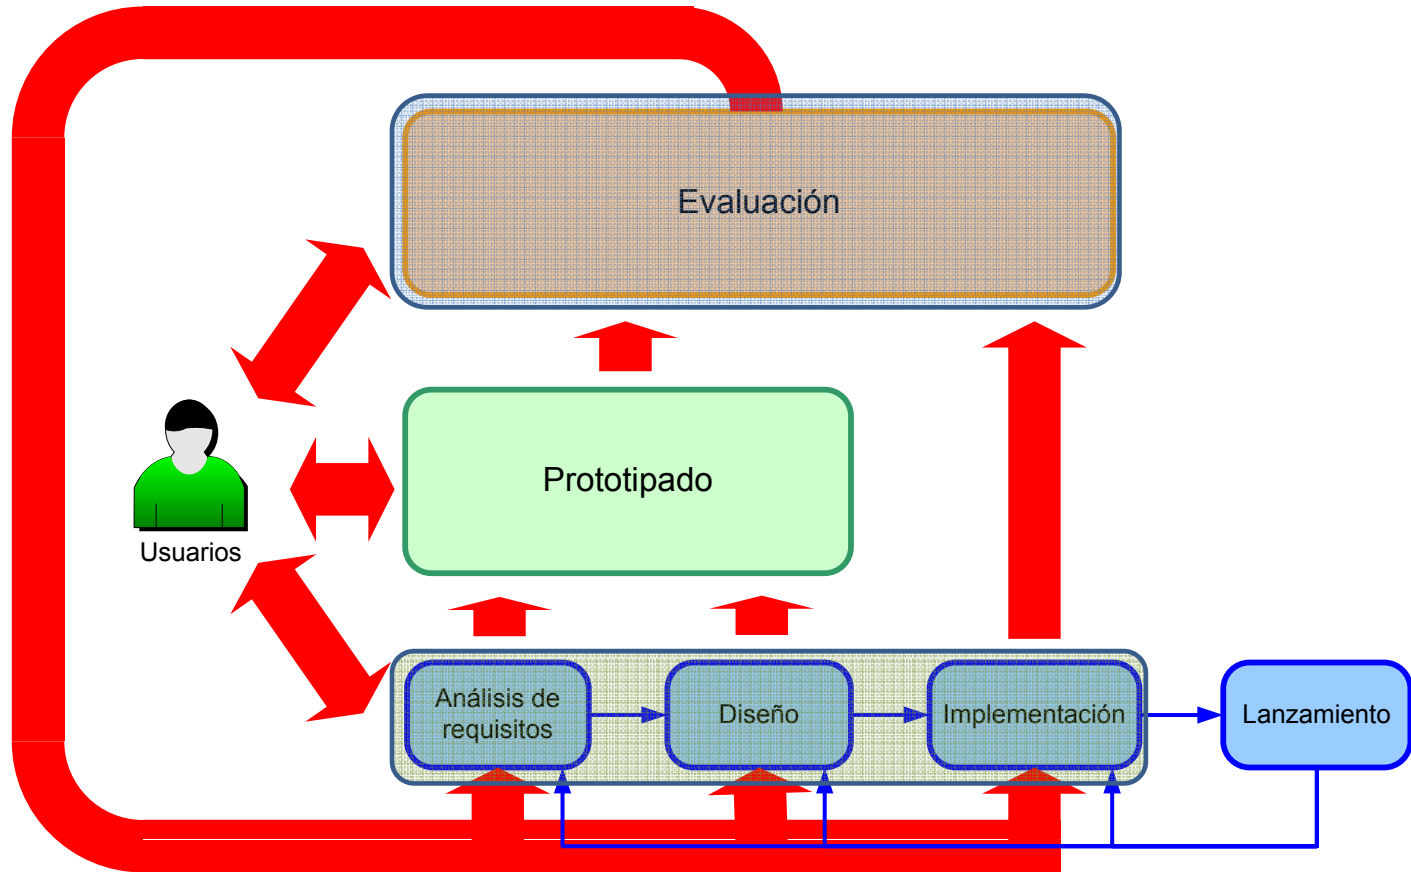 Evaluación
Prototipado
Usuarios
Análisis de
requisitos
Diseño
Implementación
Lanzamiento